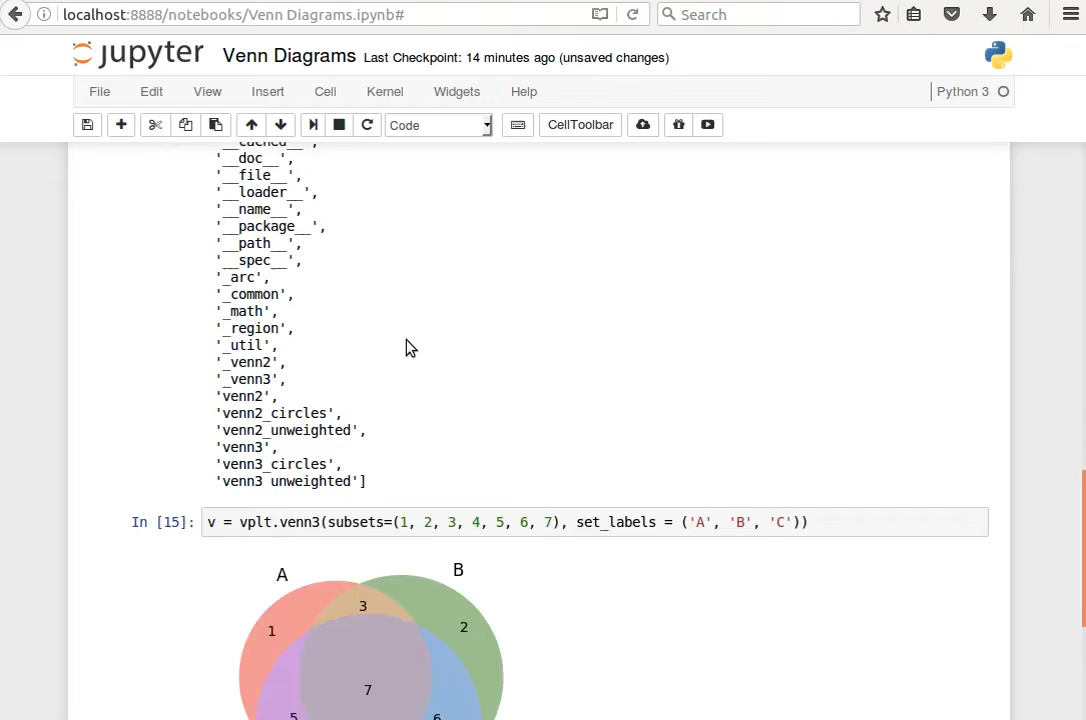 localhost:8888/notebooks/Venn Diagrams.ipynb#
Search
jupyter Venn Diagrams Last Checkpoint: 14 minutes ago (unsaved changes)
File Edit View Insert Cell Kernel Widgets Help Python 3
Code CellToolbar
'__cached__',
'__doc__',
'__file__',
'__loader__',
'__name__',
'__package__',
'__path__',
'__spec__',
'_arc',
'_common',
'_math',
'_region',
'_util',
'_venn2',
'_venn3',
'venn2',
'venn2_circles',
'venn2_unweighted',
'venn3',
'venn3_circles',
'venn3 unweighted']
In [15]: v = vplt.venn3(subsets=(1, 2, 3, 4, 5, 6, 7), set_labels = ('A', 'B', 'C'))
A B
3
1 2
7
5 6